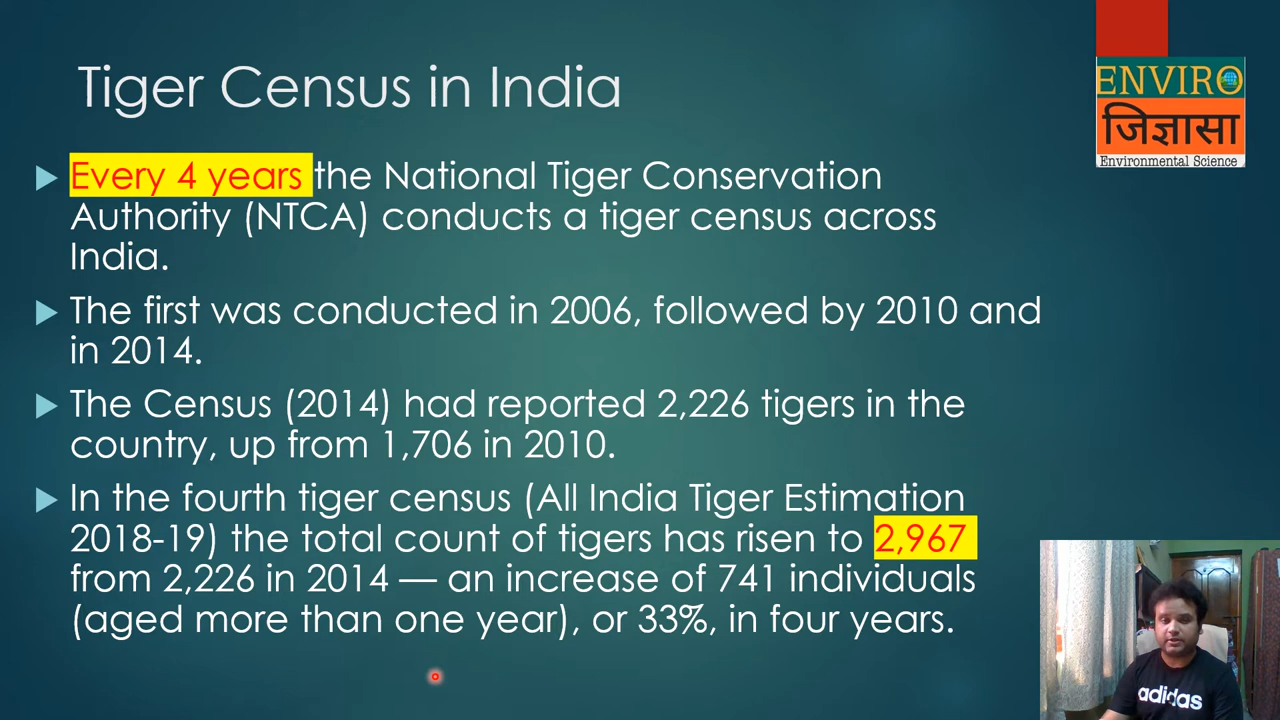 Tiger Census in India
ENVIRO
जिज्ञासा
Environmental Science
Every 4 years the National Tiger Conservation
Authority (NTCA) conducts a tiger census across
India.
The first was conducted in 2006, followed by 2010 and
in 2014.
The Census (2014) had reported 2,226 tigers in the
country, up from 1,706 in 2010.
In the fourth tiger census (All India Tiger Estimation
2018-19) the total count of tigers has risen to 2,967
from 2,226 in 2014 — an increase of 741 individuals
(aged more than one year), or 33%, in four years.
adidas